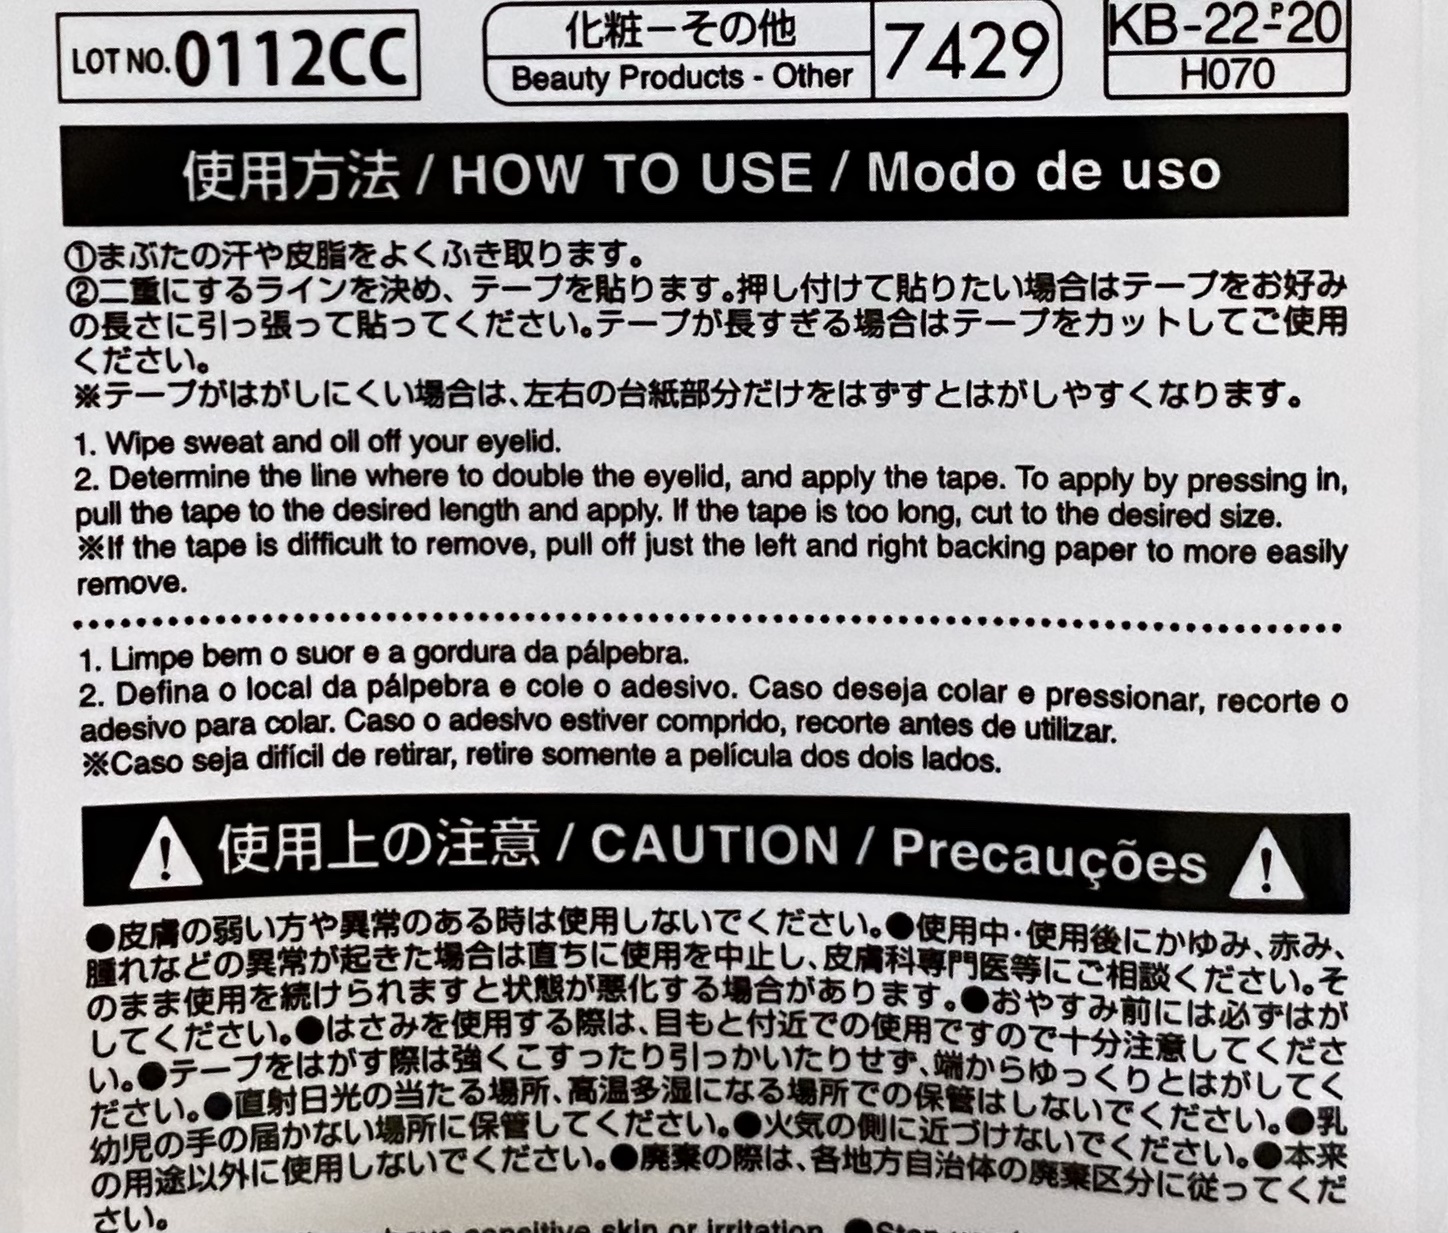 LOT NO. 0112CC
化粧－その他
Beauty Products - Other
7429
KB-22-P-20
H070
使用方法 / HOW TO USE / Modo de uso
①まぶたの汗や皮脂をよくふき取ります。
②二重にするラインを決め、テープを貼ります。押し付けて貼りたい場合はテープをお好み
の長さに引っ張って貼ってください。テープが長すぎる場合はテープをカットしてご使用
ください。
※テープがはがしにくい場合は、左右の台紙部分だけをはずすとはがしやすくなります。
1. Wipe sweat and oil off your eyelid.
2. Determine the line where to double the eyelid, and apply the tape. To apply by pressing in,
pull the tape to the desired length and apply. If the tape is too long, cut to the desired size.
※If the tape is difficult to remove, pull off just the left and right backing paper to more easily
remove.
1. Limpe bem o suor e a gordura da pálpebra.
2. Defina o local da pálpebra e cole o adesivo. Caso deseja colar e pressionar, recorte o
adesivo para colar. Caso o adesivo estiver comprido, recorte antes de utilizar.
※Caso seja difícil de retirar, retire somente a película dos dois lados.
使用上の注意 / CAUTION / Precauções
●皮膚の弱い方や異常のある時は使用しないでください。●使用中・使用後にかゆみ、赤み、
腫れなどの異常が起きた場合は直ちに使用を中止し、皮膚科専門医等にご相談ください。そ
のまま使用を続けられますと状態が悪化する場合があります。●おやすみ前には必ずはが
してください。●はさみを使用する際は、目もと付近での使用ですので十分注意してくださ
い。●テープをはがす際は強くこすったり引っかいたりせず、端からゆっくりとはがしてく
ださい。●直射日光の当たる場所、高温多湿になる場所での保管はしないでください。●乳
幼児の手の届かない場所に保管してください。●火気の側に近づけないでください。●本来
の用途以外に使用しないでください。●廃棄の際は、各地方自治体の廃棄区分に従ってくだ
さい。
sensitive skin or irritation. ●Stop